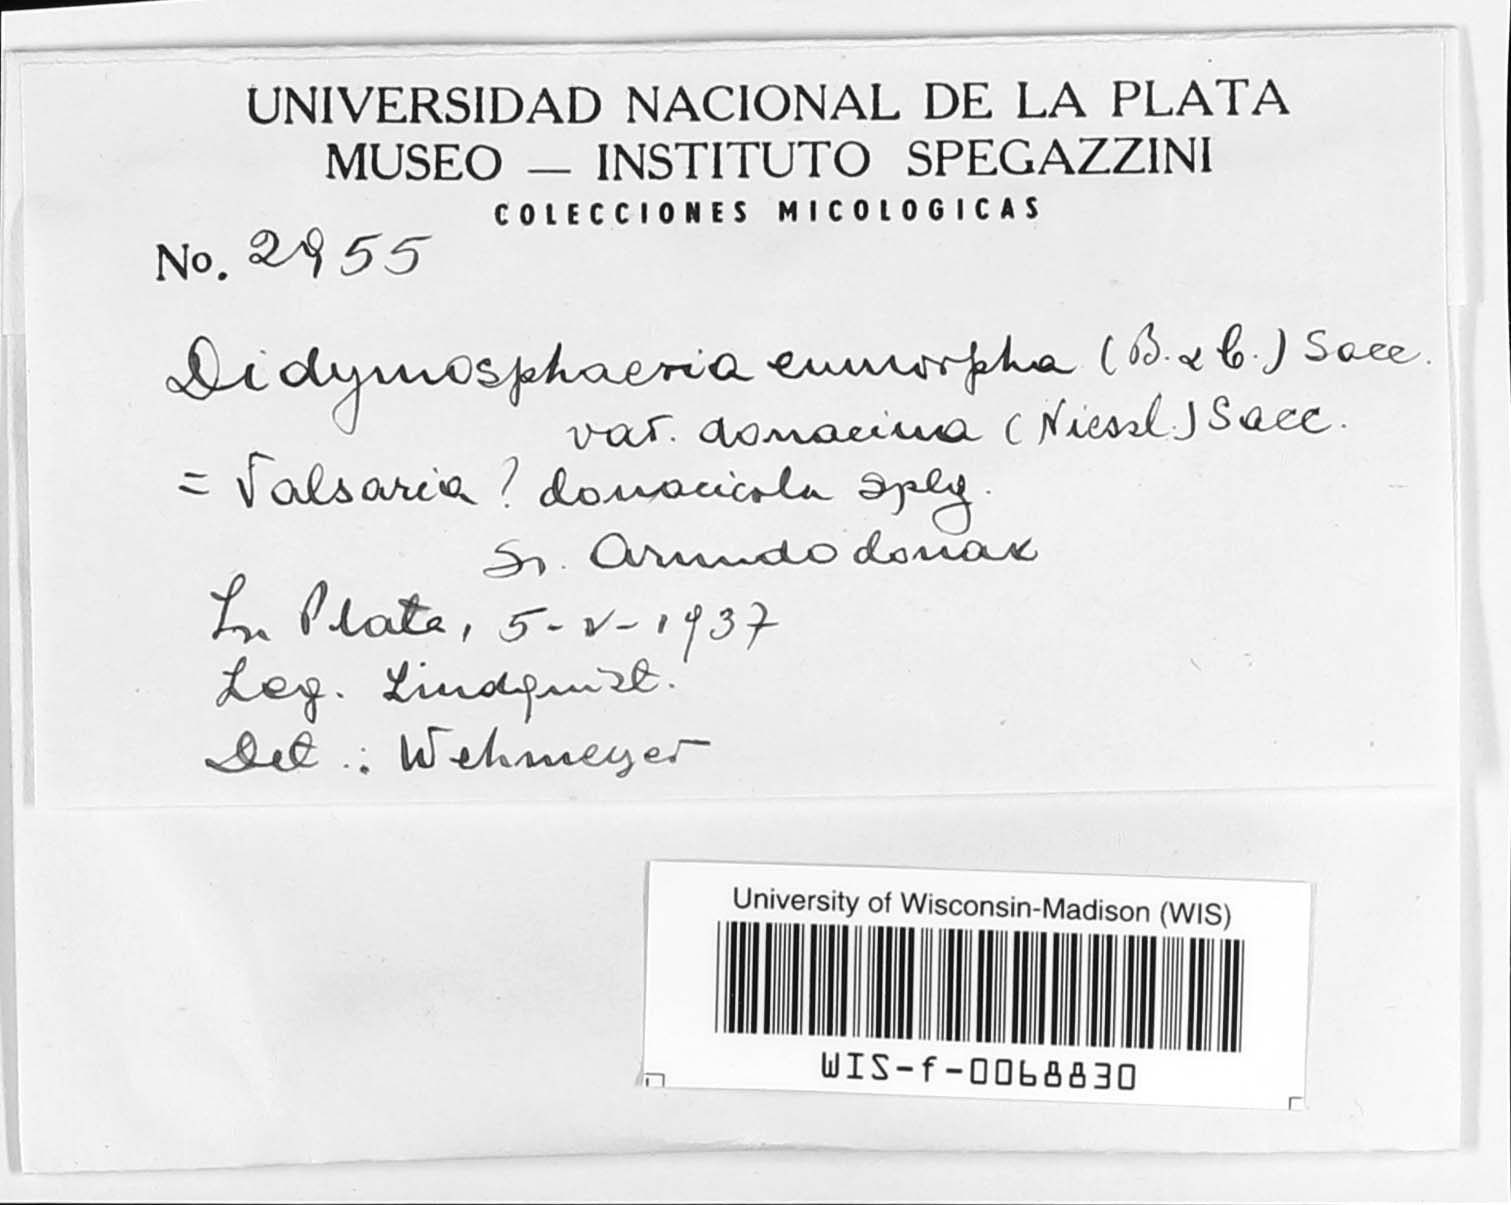 UNIVERSIDAD NACIONAL DE LA PLATA
MUSEO — INSTITUTO SPEGAZZINI
COLECCIONES MICOLOGICAS
No. 2955
Didymosphaeria eumorpha (B. & C.) Sacc.
var. donacina (Niessl.) Sacc.
= Valsaria ? donacicola Speg.
S. Arundo donax
La Plata, 5-V-1937
Leg. Lindquist.
Det .: Wehmeyer
University of Wisconsin-Madison (WIS)
WIS-f-0068830